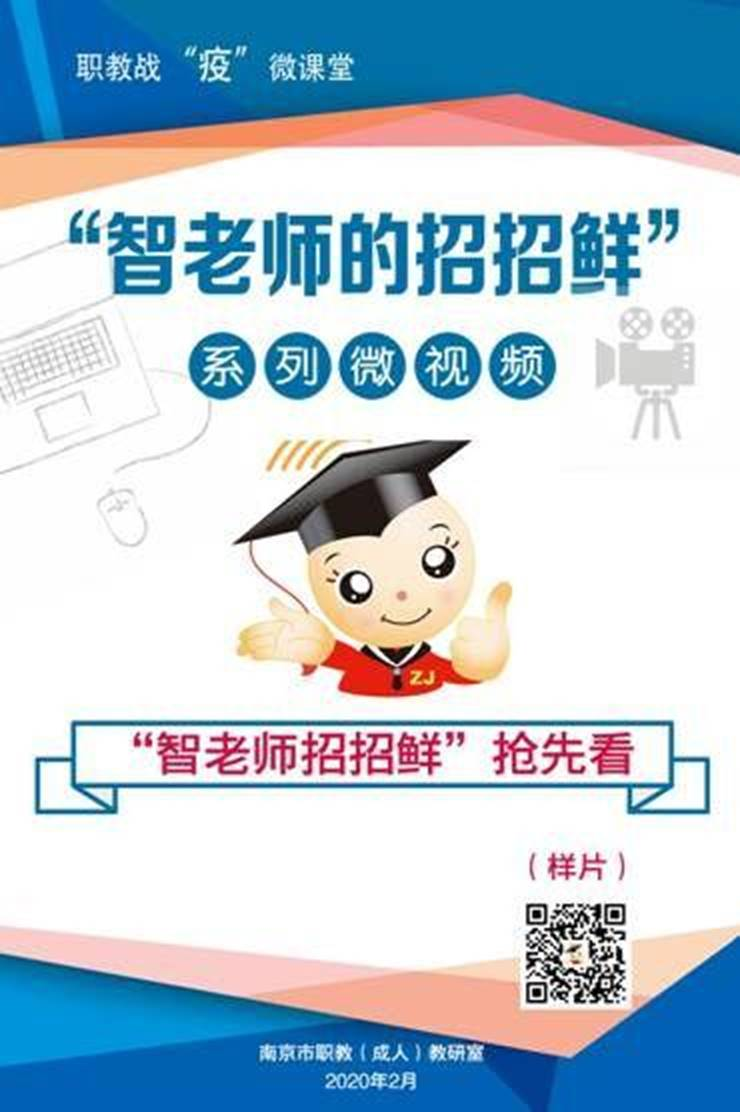 职教战“疫”微课堂
“智老师的招招鲜”
系列微视频
ZJ
“智老师招招鲜”抢先看
（样片）
南京市职教（成人）教研室
2020年2月